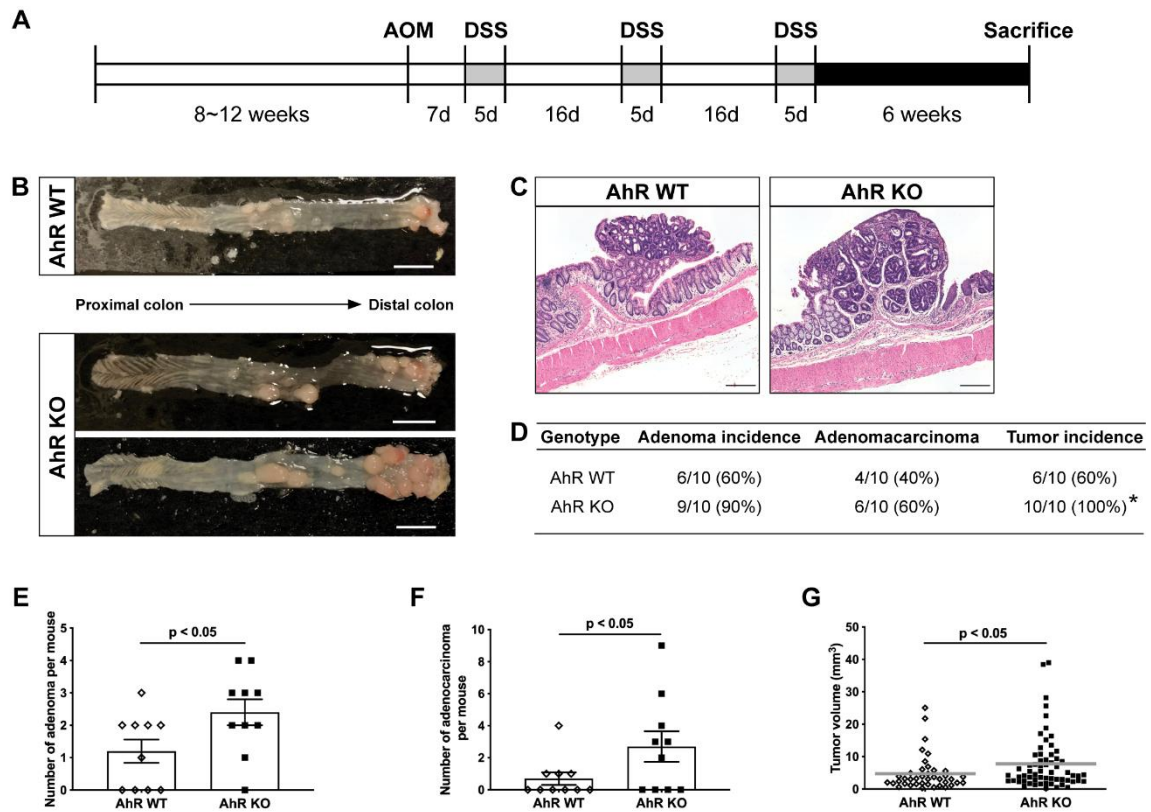 A
AOM DSS DSS DSS Sacrifice
8~12 weeks 7d 5d 16d 5d 16d 5d 6 weeks
B
AhR WT
Proximal colon Distal colon
AhR KO
C
AhR WT AhR KO
D
Genotype Adenoma incidence Adenomacarcinoma Tumor incidence
AhR WT 6/10 (60%) 4/10 (40%) 6/10 (60%)
AhR KO 9/10 (90%) 6/10 (60%) 10/10 (100%)*
E
Number of adenoma per mouse
p < 0.05
5
4
3
2
1
0
AhR WT AhR KO
F
Number of adenocarcinoma
per mouse
p < 0.05
10
8
6
4
2
0
AhR WT AhR KO
G
Tumor volume (mm³)
p < 0.05
50
40
30
20
10
0
AhR WT AhR KO